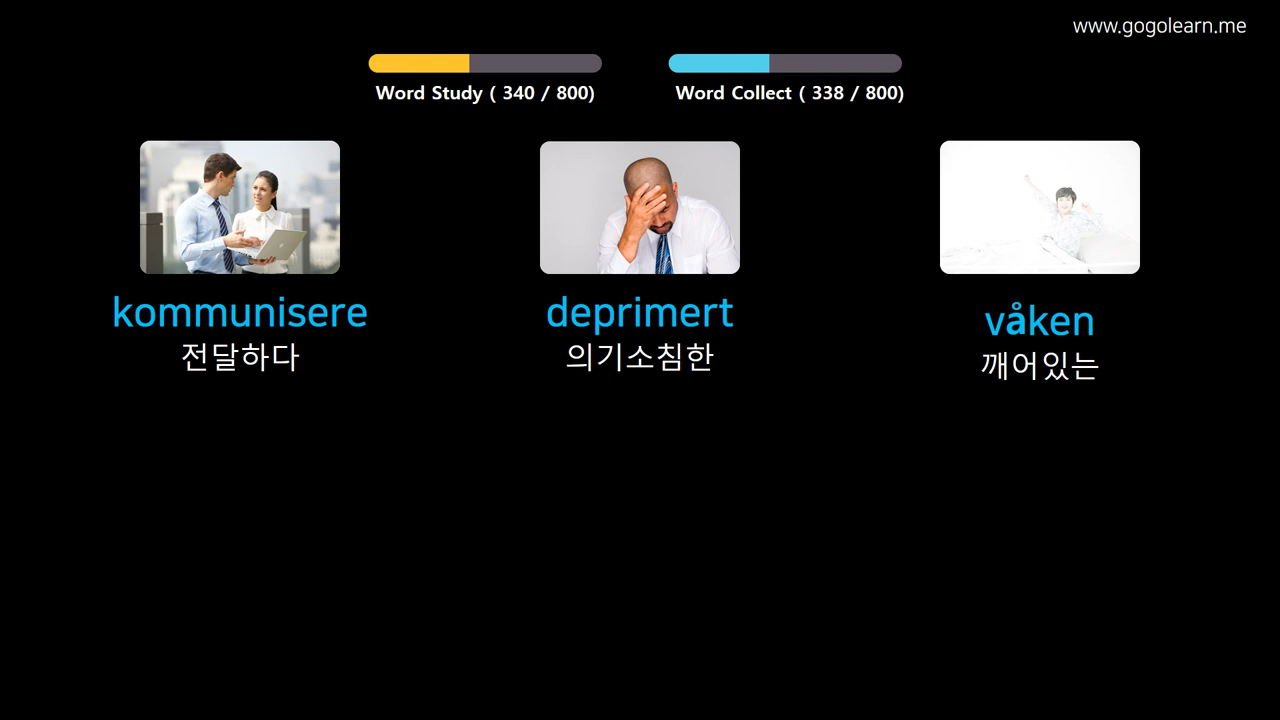 www.gogolearn.me
Word Study ( 340 / 800)
Word Collect ( 338 / 800)
kommunisere
전달하다
deprimert
의기소침한
våken
깨어있는